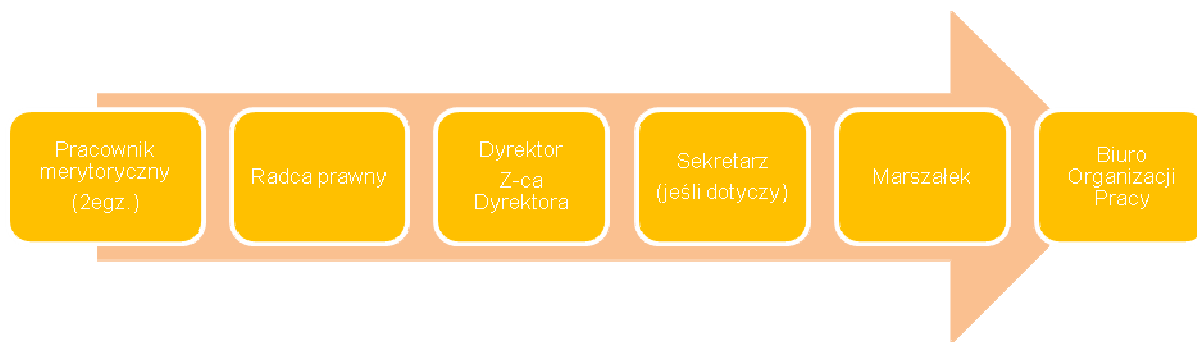 Pracownik
merytoryczny
(2egz.)
Radca prawny
Dyrektor
Z-ca
Dyrektora
Sekretarz
(jeśli dotyczy)
Marszałek
Biuro
Organizacji
Pracy